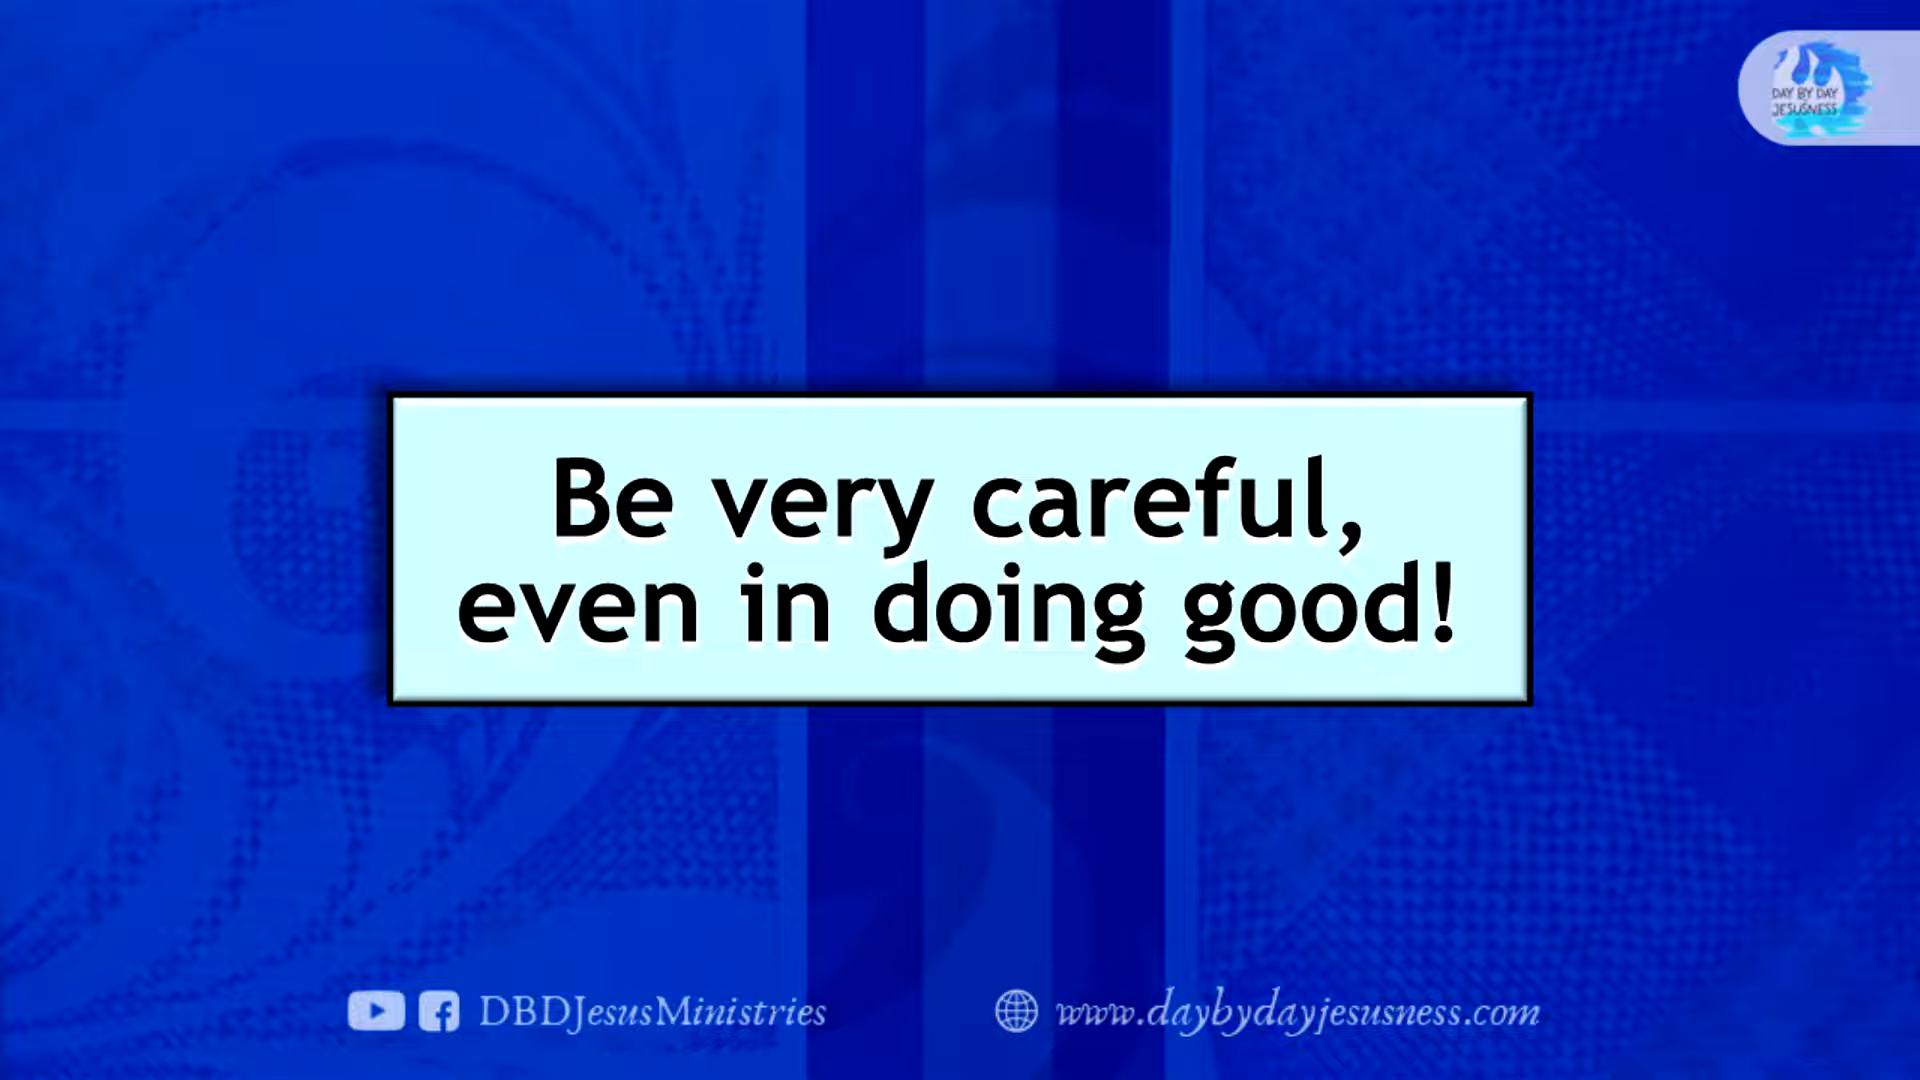 DAY BY DAY
JESUSNESS
Be very careful,
even in doing good!
DBDJesusMinistries
www.daybydayjesusness.com